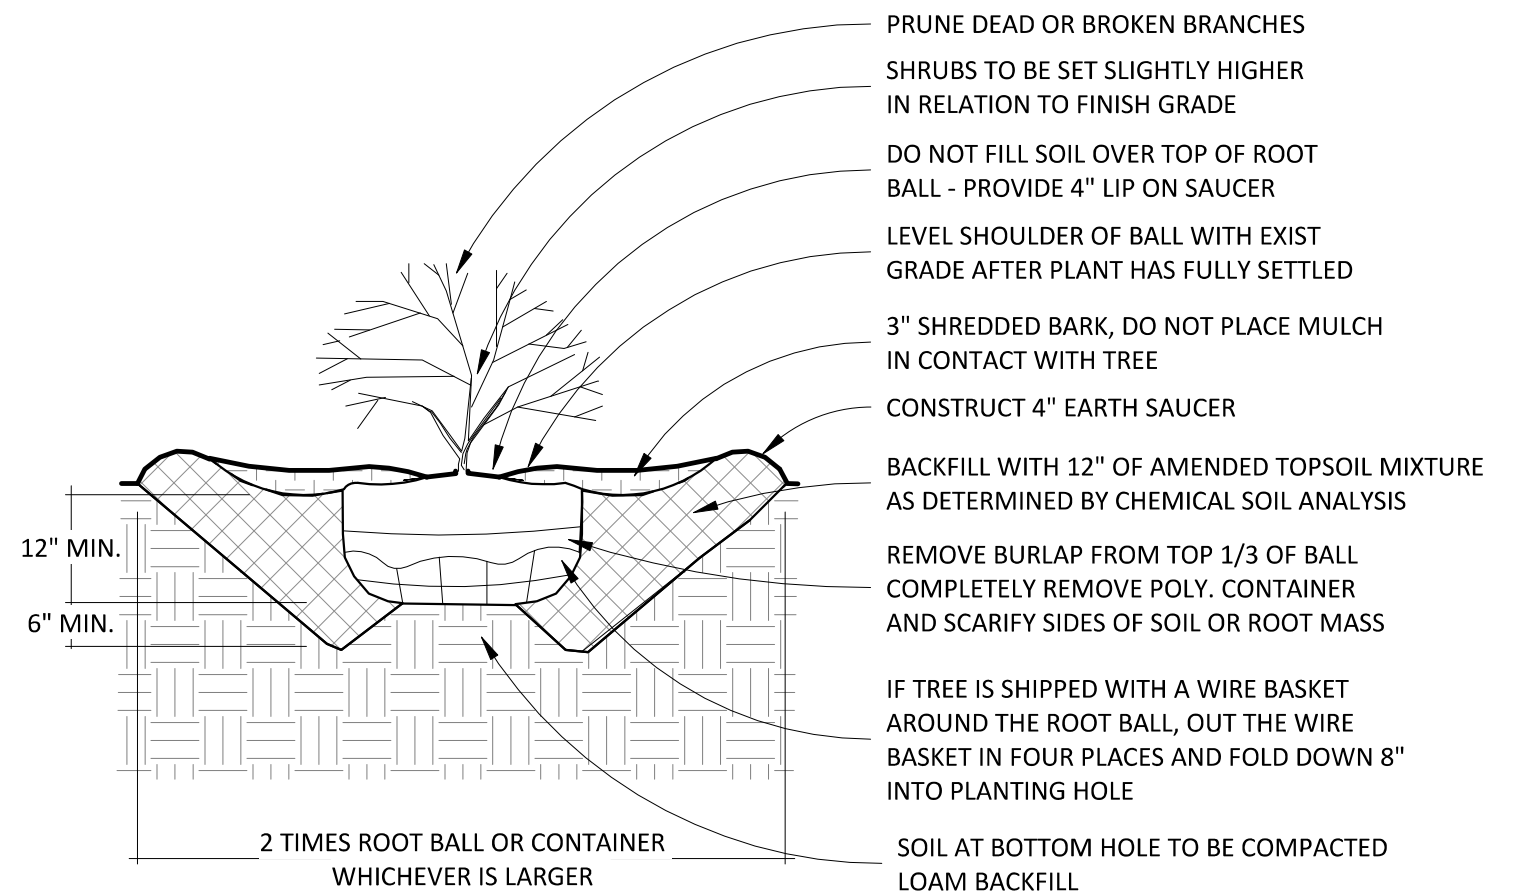 PRUNE DEAD OR BROKEN BRANCHES
SHRUBS TO BE SET SLIGHTLY HIGHER
IN RELATION TO FINISH GRADE
DO NOT FILL SOIL OVER TOP OF ROOT
BALL - PROVIDE 4" LIP ON SAUCER
LEVEL SHOULDER OF BALL WITH EXIST
GRADE AFTER PLANT HAS FULLY SETTLED
3" SHREDDED BARK, DO NOT PLACE MULCH
IN CONTACT WITH TREE
CONSTRUCT 4" EARTH SAUCER
BACKFILL WITH 12" OF AMENDED TOPSOIL MIXTURE
AS DETERMINED BY CHEMICAL SOIL ANALYSIS
REMOVE BURLAP FROM TOP 1/3 OF BALL
COMPLETELY REMOVE POLY. CONTAINER
AND SCARIFY SIDES OF SOIL OR ROOT MASS
IF TREE IS SHIPPED WITH A WIRE BASKET
AROUND THE ROOT BALL, OUT THE WIRE
BASKET IN FOUR PLACES AND FOLD DOWN 8"
INTO PLANTING HOLE
SOIL AT BOTTOM HOLE TO BE COMPACTED
LOAM BACKFILL
12" MIN.
6" MIN.
2 TIMES ROOT BALL OR CONTAINER
WHICHEVER IS LARGER